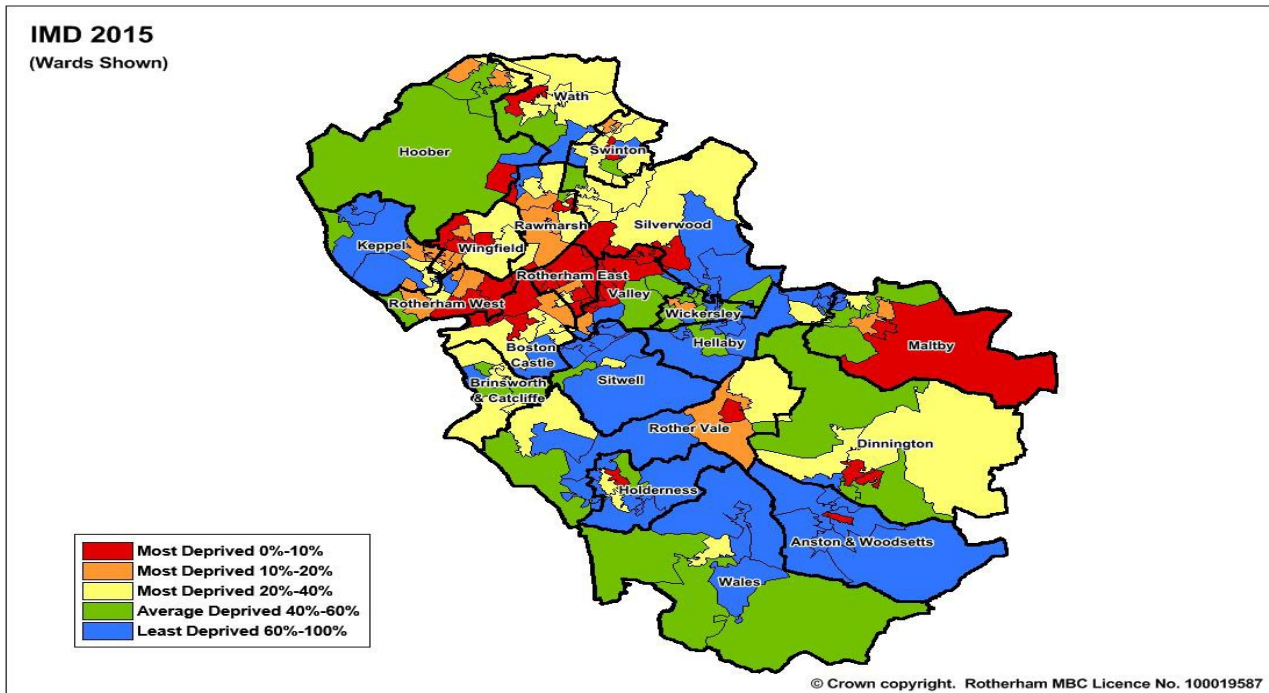 IMD 2015
(Wards Shown)
Wath
Swinton
Hoober
Silverwood
Rawmarsh
Keppel
Wingfield
Rotherham East
Valley
Rotherham West
Wickersley
Hellaby
Maltby
Boston
Castle
Sitwell
Brinsworth
& Catcliffe
Rother Vale
Dinnington
Holderness
Anston & Woodsetts
Wales
Most Deprived 0%-10%
Most Deprived 10%-20%
Most Deprived 20%-40%
Average Deprived 40%-60%
Least Deprived 60%-100%
© Crown copyright. Rotherham MBC Licence No. 100019587